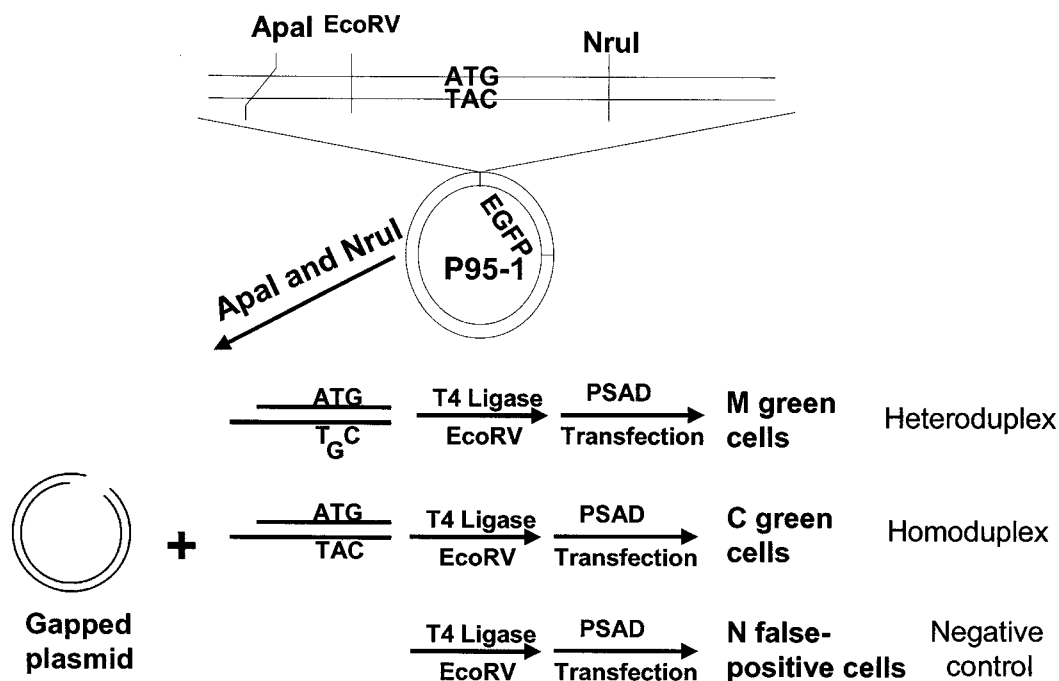 ApaI EcoRV NruI
ATG
TAC
EGFP
P95-1
ApaI and NruI
ATG
TGC
T4 Ligase
EcoRV
PSAD
Transfection
M green
cells
Heteroduplex
Gapped
plasmid
+
ATG
TAC
T4 Ligase
EcoRV
PSAD
Transfection
C green
cells
Homoduplex
T4 Ligase
EcoRV
PSAD
Transfection
N false-
positive cells
Negative
control